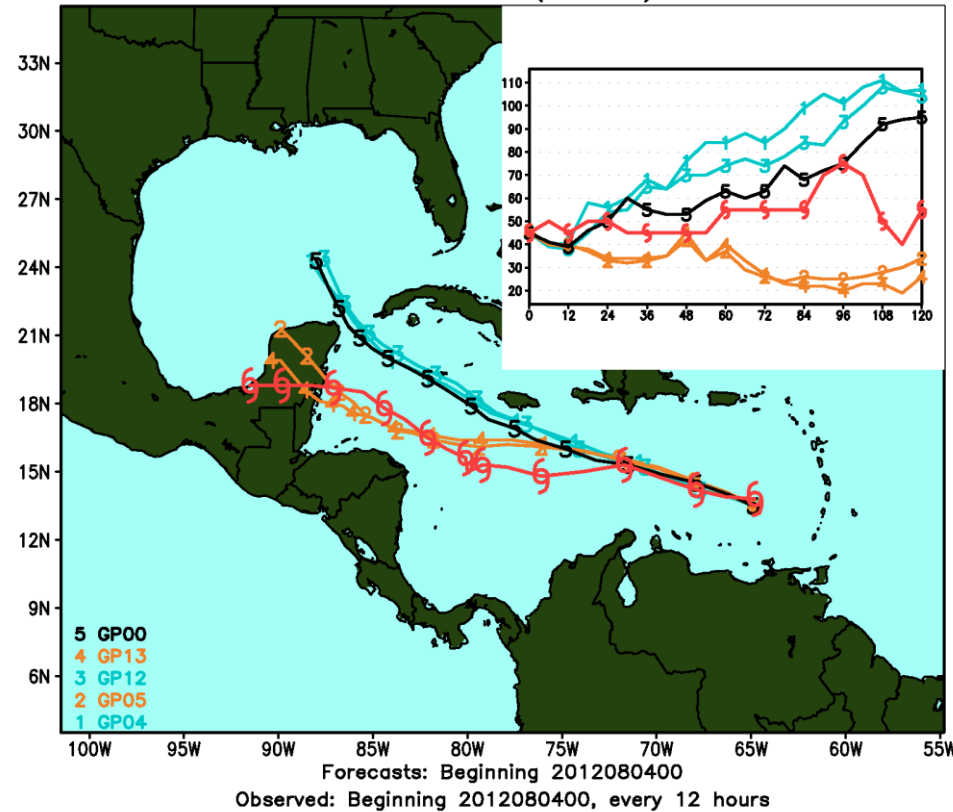 33N
30N
27N
24N
21N
18N
15N
12N
9N
6N
110
100
90
80
70
60
50
40
30
20
0 12 24 36 48 60 72 84 96 108 120
5 GP00
4 GP13
3 GP12
2 GP05
1 GP04
100W 95W 90W 85W 80W 75W 70W 65W 60W 55W
Forecasts: Beginning 2012080400
Observed: Beginning 2012080400, every 12 hours